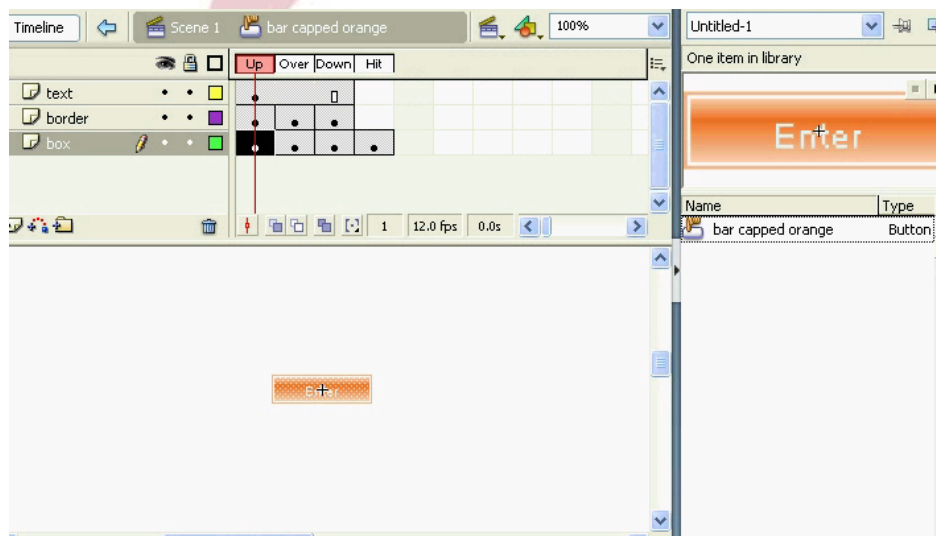 Timeline Scene 1 bar capped orange 100% Untitled-1
Up Over Down Hit One item in library
text
border
box
Enter
Name Type
bar capped orange Button
1 12.0 fps 0.0s
Enter